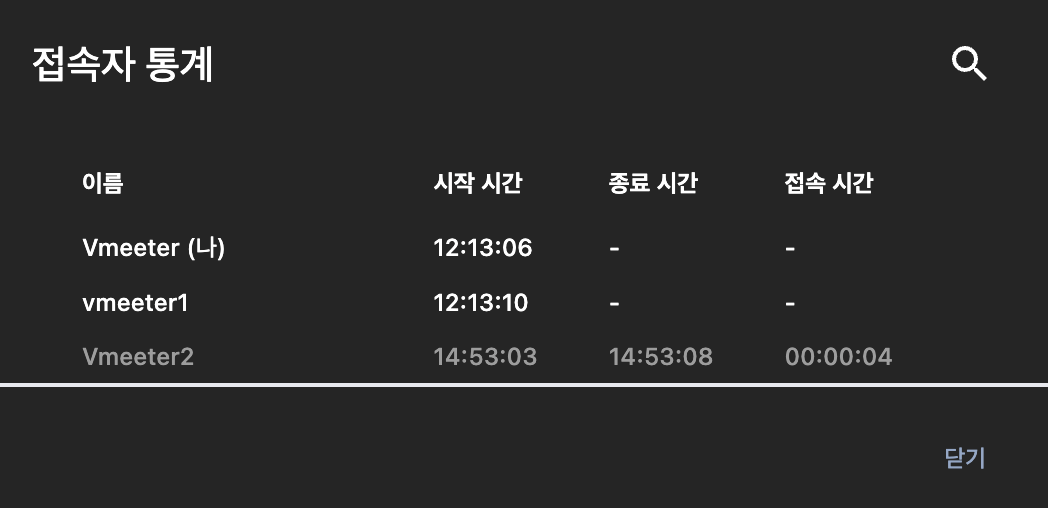 접속자 통계
이름 시작 시간 종료 시간 접속 시간
Vmeeter (나) 12:13:06 - -
vmeeter1 12:13:10 - -
Vmeeter2 14:53:03 14:53:08 00:00:04
닫기